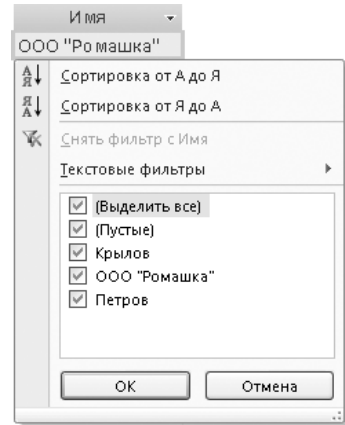 Имя
ООО "Ромашка"
Сортировка от А до Я
Сортировка от Я до А
Снять фильтр с Имя
Текстовые фильтры
(Выделить все)
(Пустые)
Крылов
ООО "Ромашка"
Петров
ОК
Отмена